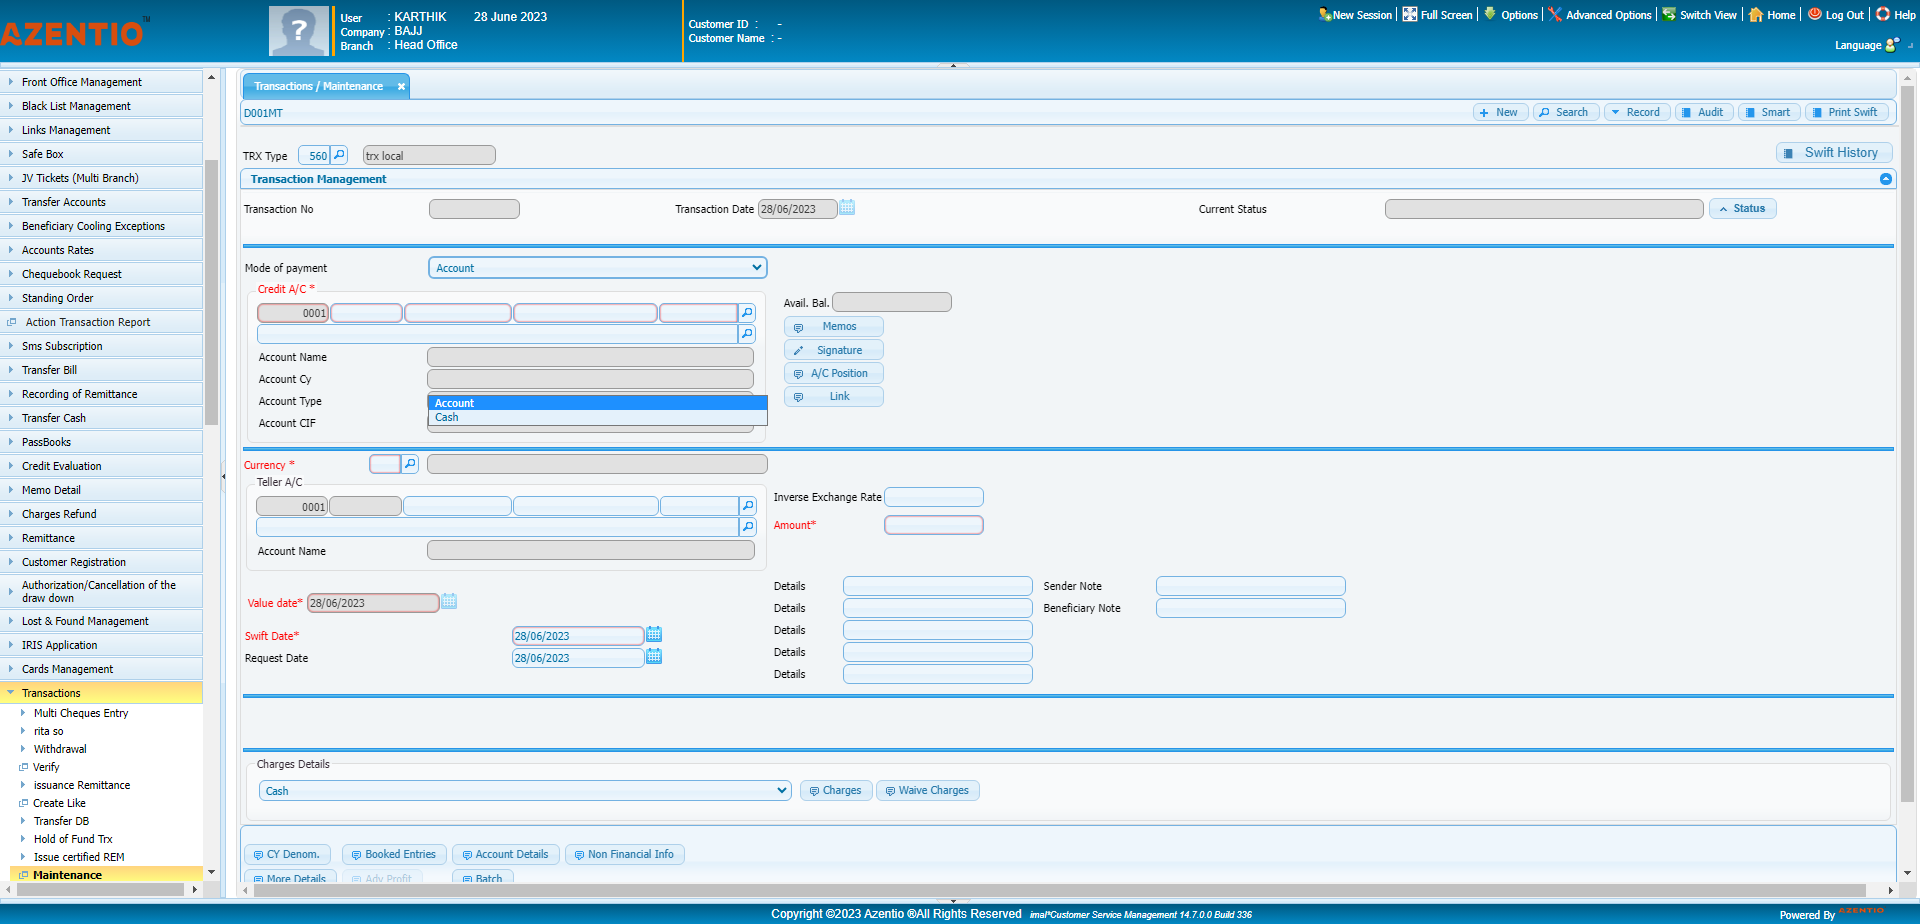 AZENTIO™
User : KARTHIK 28 June 2023
Company : BAJJ
Branch : Head Office
Customer ID : -
Customer Name : -
New Session Full Screen Options Advanced Options Switch View Home Log Out Help
Language
Front Office Management
Black List Management
Links Management
Safe Box
JV Tickets (Multi Branch)
Transfer Accounts
Beneficiary Cooling Exceptions
Accounts Rates
Chequebook Request
Standing Order
Action Transaction Report
Sms Subscription
Transfer Bill
Recording of Remittance
Transfer Cash
PassBooks
Credit Evaluation
Memo Detail
Charges Refund
Remittance
Customer Registration
Authorization/Cancellation of the
draw down
Lost & Found Management
IRIS Application
Cards Management
Transactions
Multi Cheques Entry
rita so
Withdrawal
Verify
issuance Remittance
Create Like
Transfer DB
Hold of Fund Trx
Issue certified REM
Maintenance
Transactions / Maintenance
D001MT
New Search Record Audit Smart Print Swift
TRX Type 560 trx local
Swift History
Transaction Management
Transaction No
Transaction Date 28/06/2023
Current Status
Status
Mode of payment Account
Credit A/C *
0001
Avail. Bal.
Memos
Signature
A/C Position
Link
Account Name
Account Cy
Account Type
Account
Cash
Account CIF
Currency *
Teller A/C
0001
Inverse Exchange Rate
Amount*
Account Name
Value date* 28/06/2023
Swift Date* 28/06/2023
Request Date 28/06/2023
Details
Details
Details
Details
Details
Sender Note
Beneficiary Note
Charges Details
Cash
Charges Waive Charges
CY Denom. Booked Entries Account Details Non Financial Info
More Details Adv Profit Batch
Copyright ©2023 Azentio ®All Rights Reserved imal*Customer Service Management 14.7.0.0 Build 336
Powered By AZENTIO